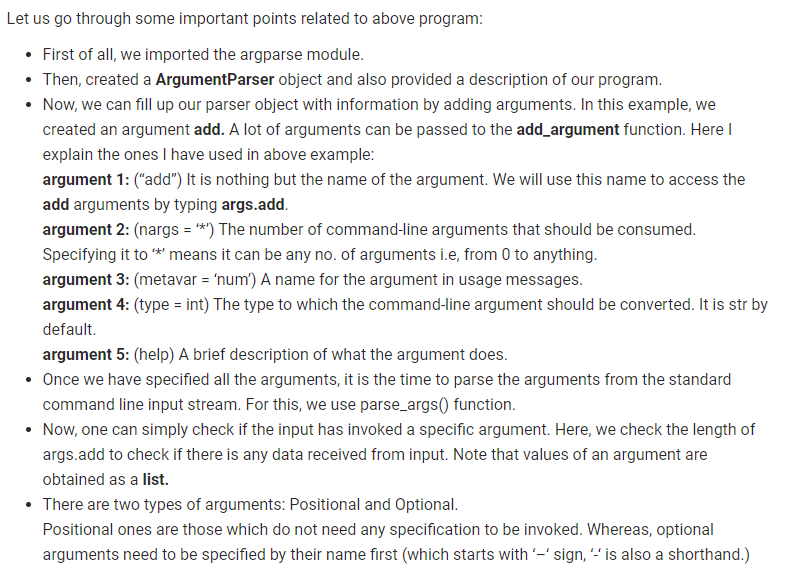 Let us go through some important points related to above program:
• First of all, we imported the argparse module.
• Then, created a ArgumentParser object and also provided a description of our program.
• Now, we can fill up our parser object with information by adding arguments. In this example, we
created an argument add. A lot of arguments can be passed to the add_argument function. Here I
explain the ones I have used in above example:
argument 1: (“add”) It is nothing but the name of the argument. We will use this name to access the
add arguments by typing args.add.
argument 2: (nargs = ‘*’) The number of command-line arguments that should be consumed.
Specifying it to ‘*’ means it can be any no. of arguments i.e, from 0 to anything.
argument 3: (metavar = ‘num’) A name for the argument in usage messages.
argument 4: (type = int) The type to which the command-line argument should be converted. It is str by
default.
argument 5: (help) A brief description of what the argument does.
• Once we have specified all the arguments, it is the time to parse the arguments from the standard
command line input stream. For this, we use parse_args() function.
• Now, one can simply check if the input has invoked a specific argument. Here, we check the length of
args.add to check if there is any data received from input. Note that values of an argument are
obtained as a list.
• There are two types of arguments: Positional and Optional.
Positional ones are those which do not need any specification to be invoked. Whereas, optional
arguments need to be specified by their name first (which starts with ‘–‘ sign, ‘-‘ is also a shorthand.)